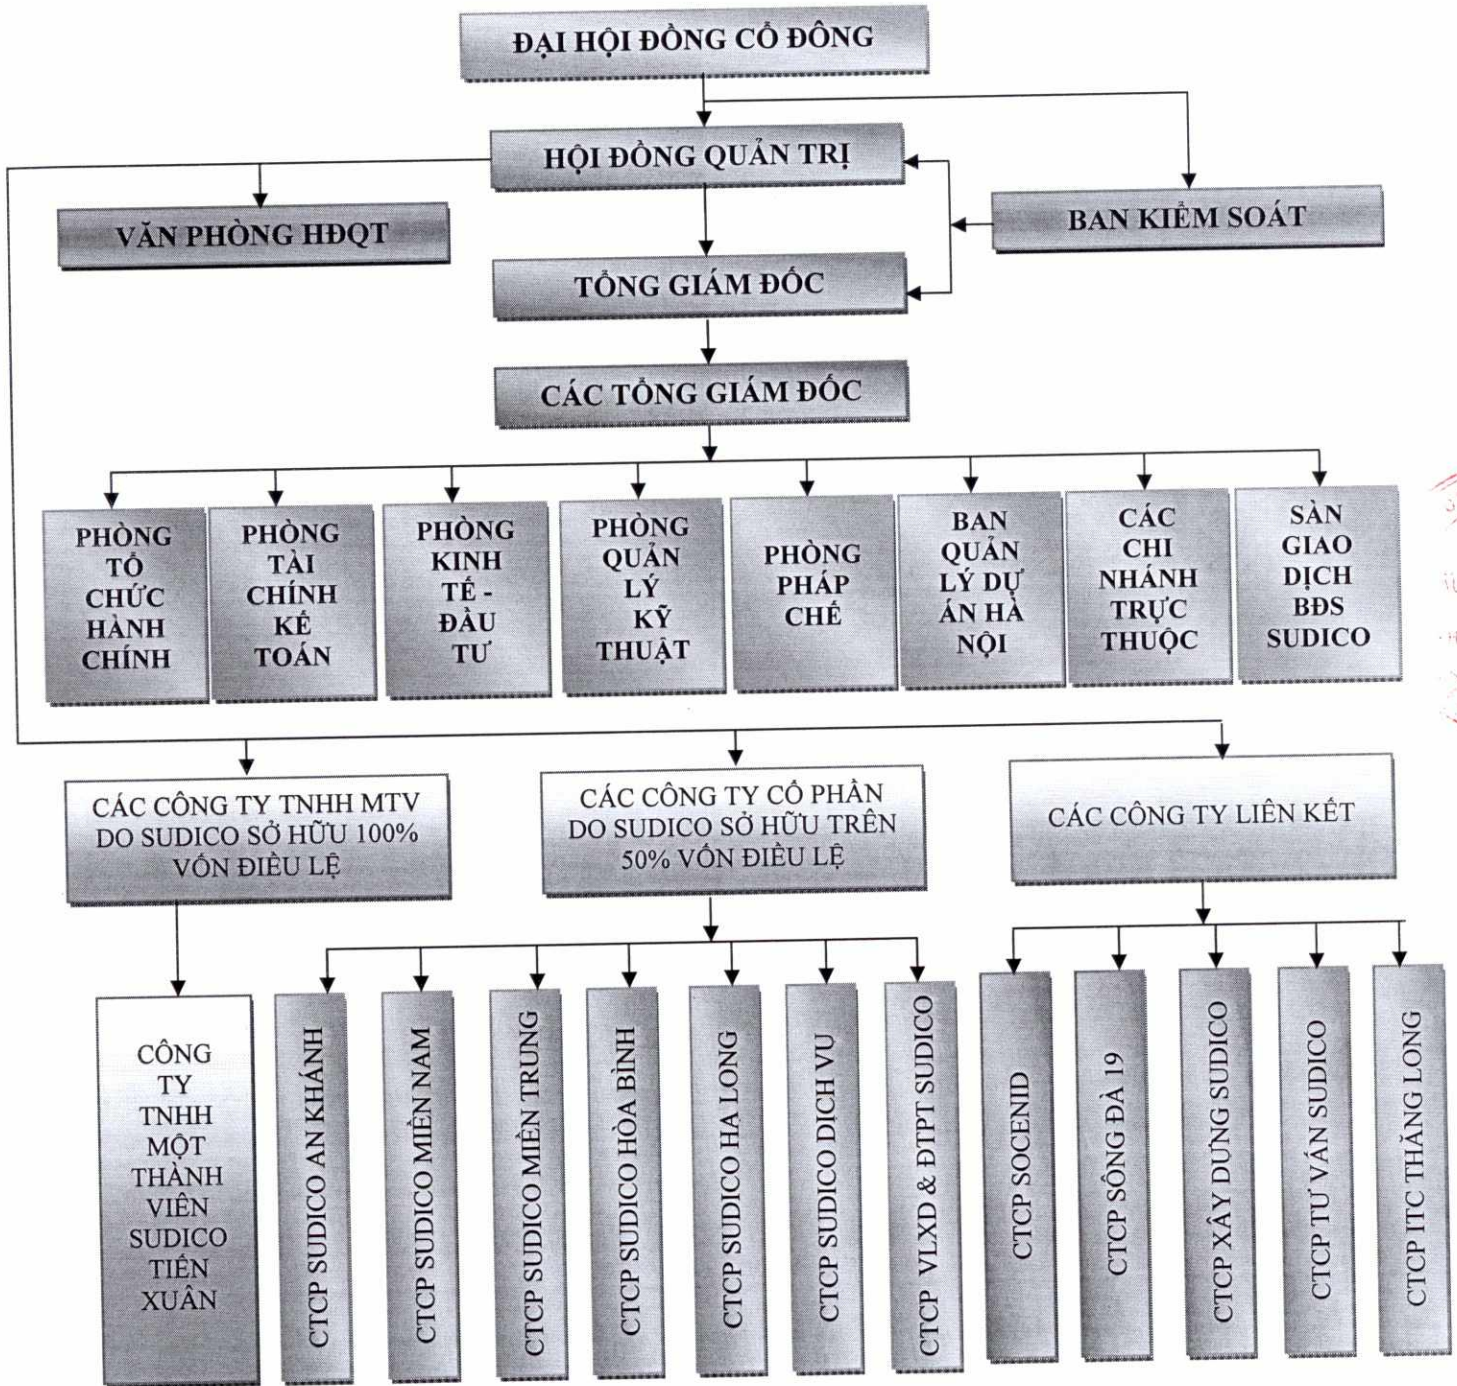 ĐẠI HỘI ĐỒNG CỔ ĐÔNG
HỘI ĐỒNG QUẢN TRỊ
VĂN PHÒNG HĐQT
BAN KIỂM SOÁT
TỔNG GIÁM ĐỐC
CÁC TỔNG GIÁM ĐỐC
PHÒNG
TỔ
CHỨC
HÀNH
CHÍNH
PHÒNG
TÀI
CHÍNH
KẾ
TOÁN
PHÒNG
KINH
TẾ -
ĐẦU
TƯ
PHÒNG
QUẢN
LÝ
KỸ
THUẬT
PHÒNG
PHÁP
CHẾ
BAN
QUẢN
LÝ DỰ
ÁN HÀ
NỘI
CÁC
CHI
NHÁNH
TRỰC
THUỘC
SÀN
GIAO
DỊCH
BĐS
SUDICO
CÁC CÔNG TY TNHH MTV
DO SUDICO SỞ HỮU 100%
VỐN ĐIỀU LỆ
CÁC CÔNG TY CỔ PHẦN
DO SUDICO SỞ HỮU TRÊN
50% VỐN ĐIỀU LỆ
CÁC CÔNG TY LIÊN KẾT
CÔNG
TY
TNHH
MỘT
THÀNH
VIÊN
SUDICO
TIẾN
XUÂN
CTCP SUDICO AN KHÁNH
CTCP SUDICO MIỀN NAM
CTCP SUDICO MIỀN TRUNG
CTCP SUDICO HÒA BÌNH
CTCP SUDICO HẠ LONG
CTCP SUDICO DỊCH VỤ
CTCP VLXD & ĐTPT SUDICO
CTCP SOCENID
CTCP SÔNG ĐÀ 19
CTCP XÂY DỰNG SUDICO
CTCP TƯ VẤN SUDICO
CTCP ITC THĂNG LONG